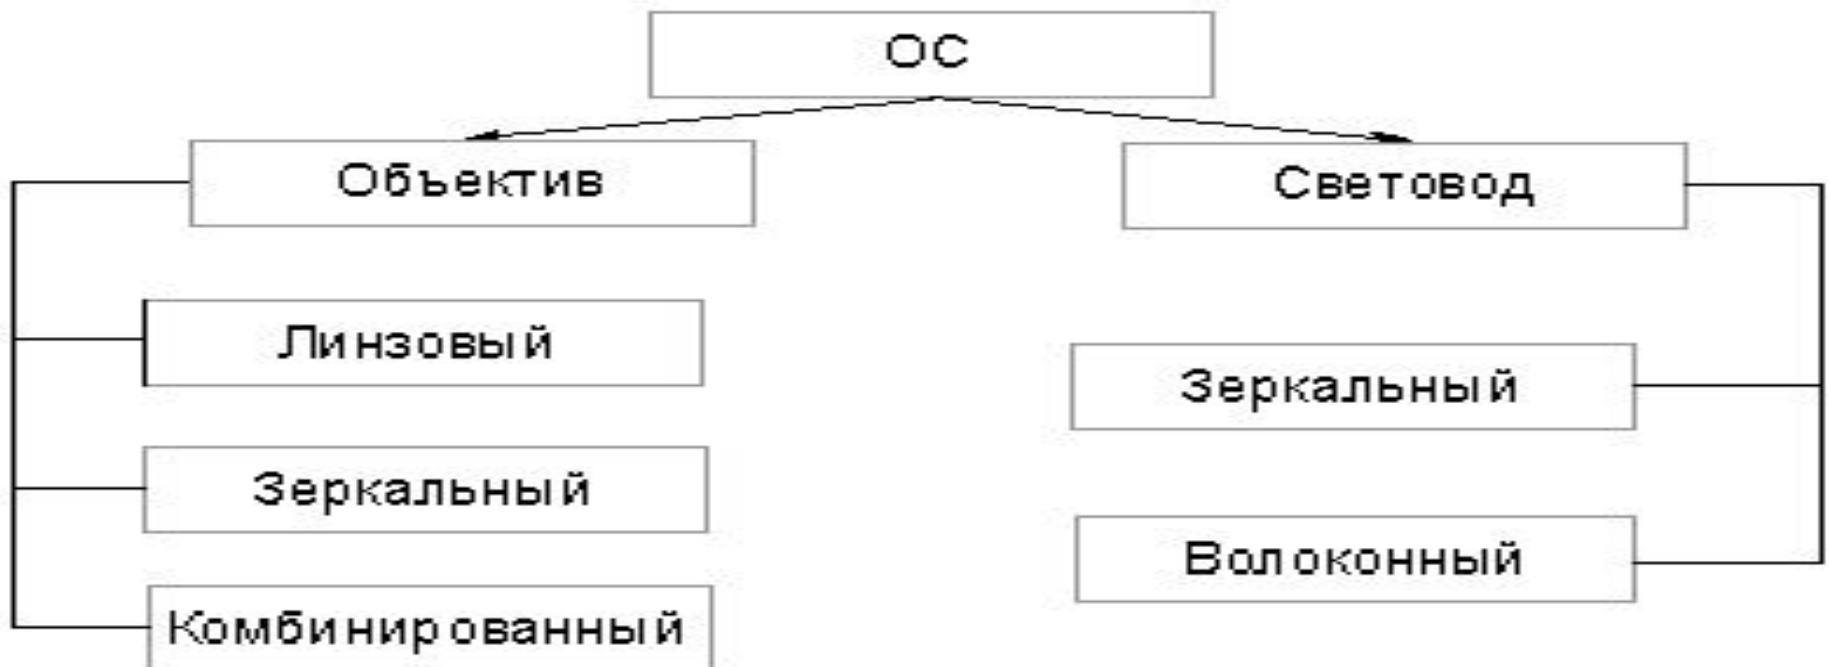 ОС
Объектив
Световод
Линзовый
Зеркальный
Зеркальный
Волоконный
Комбинированный